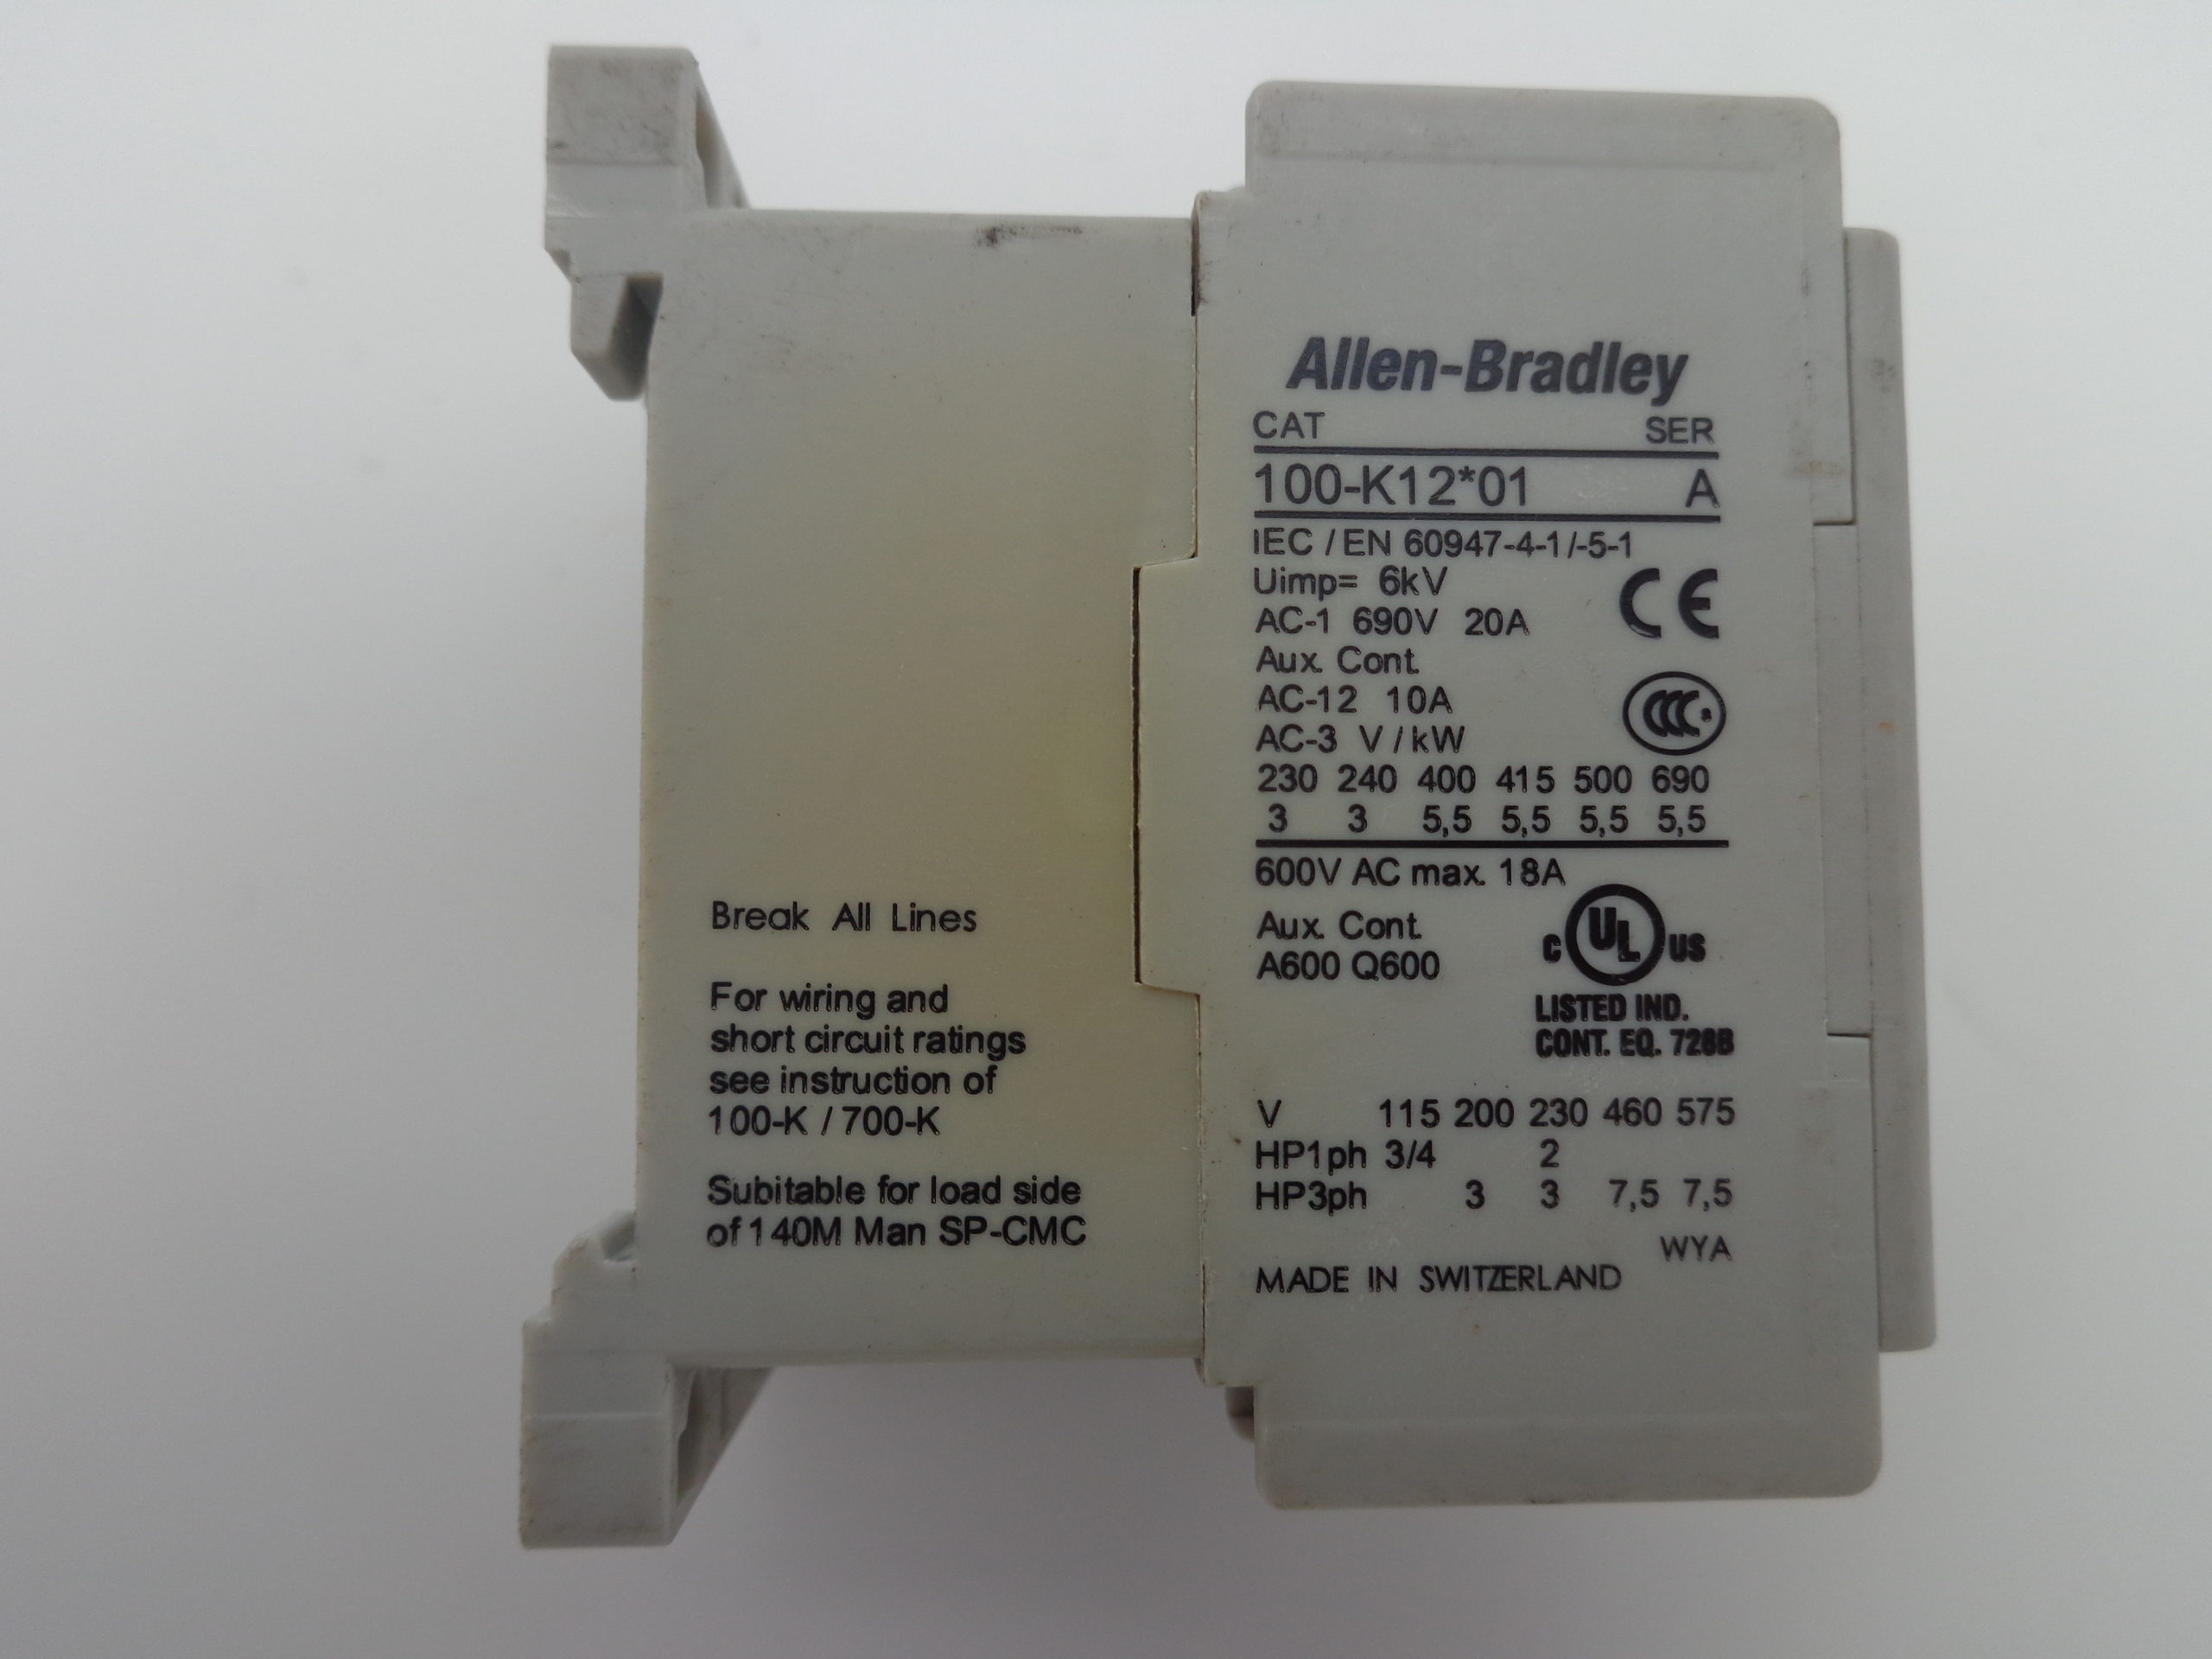 Allen-Bradley
CAT SER
100-K12*01 A
IEC / EN 60947-4-1/-5-1
Uimp= 6kV
CE
AC-1 690V 20A
Aux. Cont.
AC-12 10A
CCC S
AC-3 V / kW
230 240 400 415 500 690
3 3 5,5 5,5 5,5 5,5
600V AC max. 18A
Aux. Cont.
A600 Q600
C UL US
LISTED IND.
CONT. EQ. 728B
V 115 200 230 460 575
HP1ph 3/4 2
HP3ph 3 3 7,5 7,5
WYA
MADE IN SWITZERLAND
Break All Lines
For wiring and
short circuit ratings
see instruction of
100-K / 700-K
Subitable for load side
of 140M Man SP-CMC